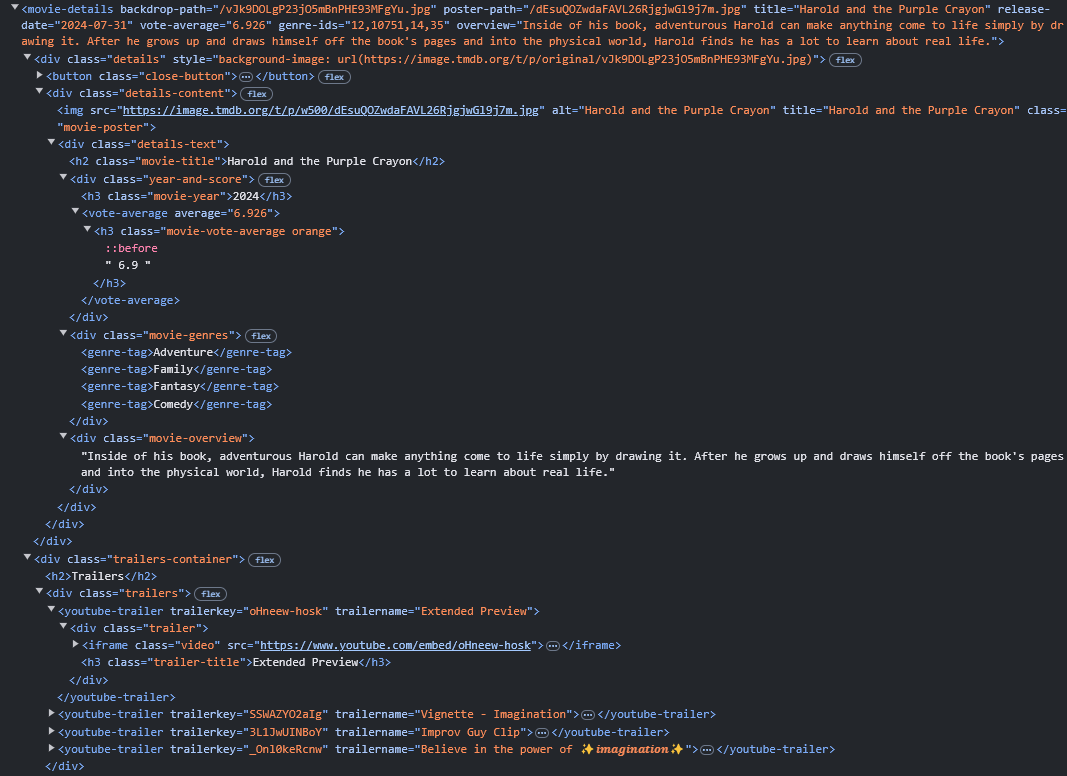 <movie-details backdrop-path="/vJk9DOLgP23jO5mBnPHE93MFgYu.jpg" poster-path="/dEsuQOZwdaFAVL26RjgjwGl9j7m.jpg" title="Harold and the Purple Crayon" release-
date="2024-07-31" vote-average="6.926" genre-ids="12,10751,14,35" overview="Inside of his book, adventurous Harold can make anything come to life simply by dr
awing it. After he grows up and draws himself off the book's pages and into the physical world, Harold finds he has a lot to learn about real life.">
<div class="details" style="background-image: url(https://image.tmdb.org/t/p/original/vJk9DOLgP23jO5mBnPHE93MFgYu.jpg)"> flex
<button class="close-button">…</button> flex
<div class="details-content"> flex
<img src="https://image.tmdb.org/t/p/w500/dEsuQOZwdaFAVL26RjgjwGl9j7m.jpg" alt="Harold and the Purple Crayon" title="Harold and the Purple Crayon" class=
"movie-poster">
<div class="details-text">
<h2 class="movie-title">Harold and the Purple Crayon</h2>
<div class="year-and-score"> flex
<h3 class="movie-year">2024</h3>
<vote-average average="6.926">
<h3 class="movie-vote-average orange">
::before
" 6.9 "
</h3>
</vote-average>
</div>
<div class="movie-genres"> flex
<genre-tag>Adventure</genre-tag>
<genre-tag>Family</genre-tag>
<genre-tag>Fantasy</genre-tag>
<genre-tag>Comedy</genre-tag>
</div>
<div class="movie-overview">
"Inside of his book, adventurous Harold can make anything come to life simply by drawing it. After he grows up and draws himself off the book's pages
and into the physical world, Harold finds he has a lot to learn about real life."
</div>
</div>
</div>
</div>
<div class="trailers-container"> flex
<h2>Trailers</h2>
<div class="trailers"> flex
<youtube-trailer trailerkey="oHneew-hosk" trailername="Extended Preview">
<div class="trailer">
<iframe class="video" src="https://www.youtube.com/embed/oHneew-hosk">…</iframe>
<h3 class="trailer-title">Extended Preview</h3>
</div>
</youtube-trailer>
<youtube-trailer trailerkey="SSWAZYO2aIg" trailername="Vignette - Imagination">…</youtube-trailer>
<youtube-trailer trailerkey="3L1JwUINBoY" trailername="Improv Guy Clip">…</youtube-trailer>
<youtube-trailer trailerkey="_Onl0keRcnw" trailername="Believe in the power of ✨𝒊𝒎𝒂𝒈𝒊𝒏𝒂𝒕𝒊𝒐𝒏✨">…</youtube-trailer>
</div>